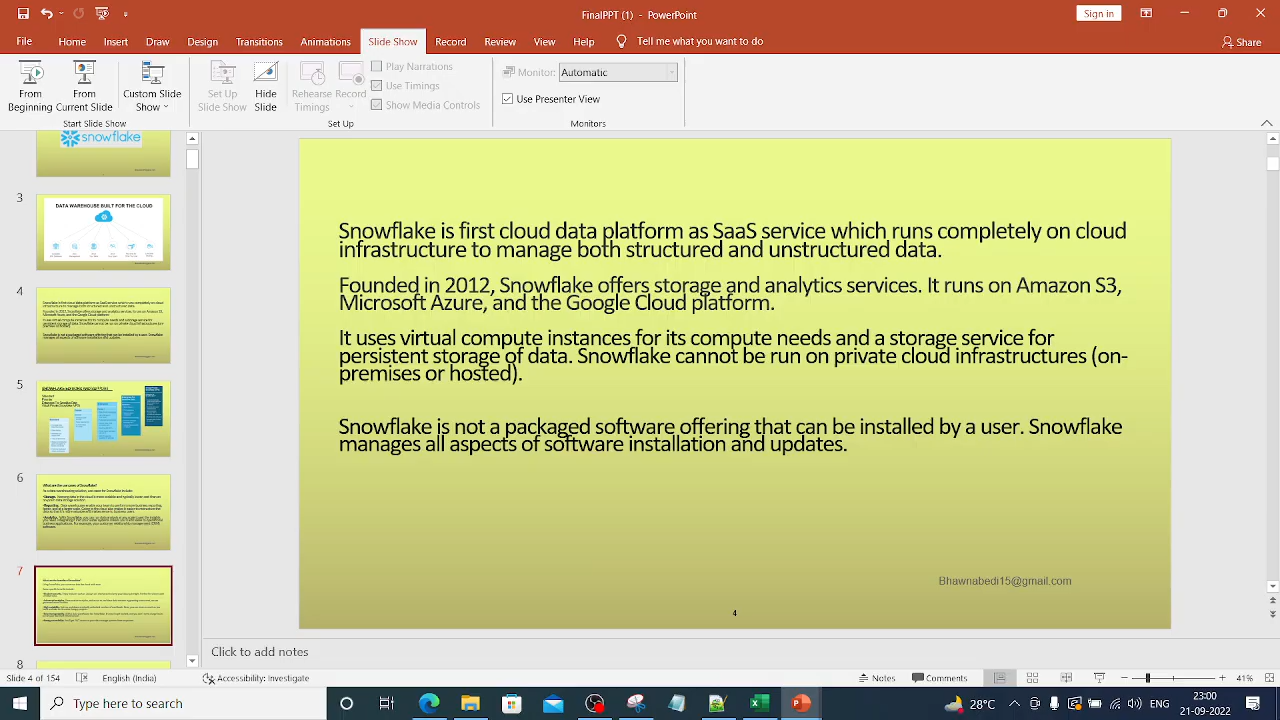 (1) - PowerPoint
File
Home
Insert
Design
Transitions
Animations
Slide Show
Record
Review
View
Help
Tell me what you want to do
Share
From
Beginning
From
Current Slide
Custom Slide
Show
Set Up
Slide Show
Hide
Slide
Rehearse
Timings
Record
Play Narrations
Use Timings
Show Media Controls
Monitor:
Automatic
Use Presenter View
Start Slide Show
Set Up
Monitors
snowflake
3
DATA WAREHOUSE BUILT FOR THE CLOUD
4
5
6
What are the use cases of Snowflake?
7
8
Snowflake is first cloud data platform as SaaS service which runs completely on cloud
infrastructure to manage both structured and unstructured data.
Founded in 2012, Snowflake offers storage and analytics services. It runs on Amazon S3,
Microsoft Azure, and the Google Cloud platform.
It uses virtual compute instances for its compute needs and a storage service for
persistent storage of data. Snowflake cannot be run on private cloud infrastructures (on-
premises or hosted).
Snowflake is not a packaged software offering that can be installed by a user. Snowflake
manages all aspects of software installation and updates.
Bhawnabedi15@gmail.com
4
Click to add notes
Slide 4 of 154
English (India)
Accessibility: Investigate
Notes
Comments
41%
Type here to search
28°C
ENG
23:00
21-09-2022